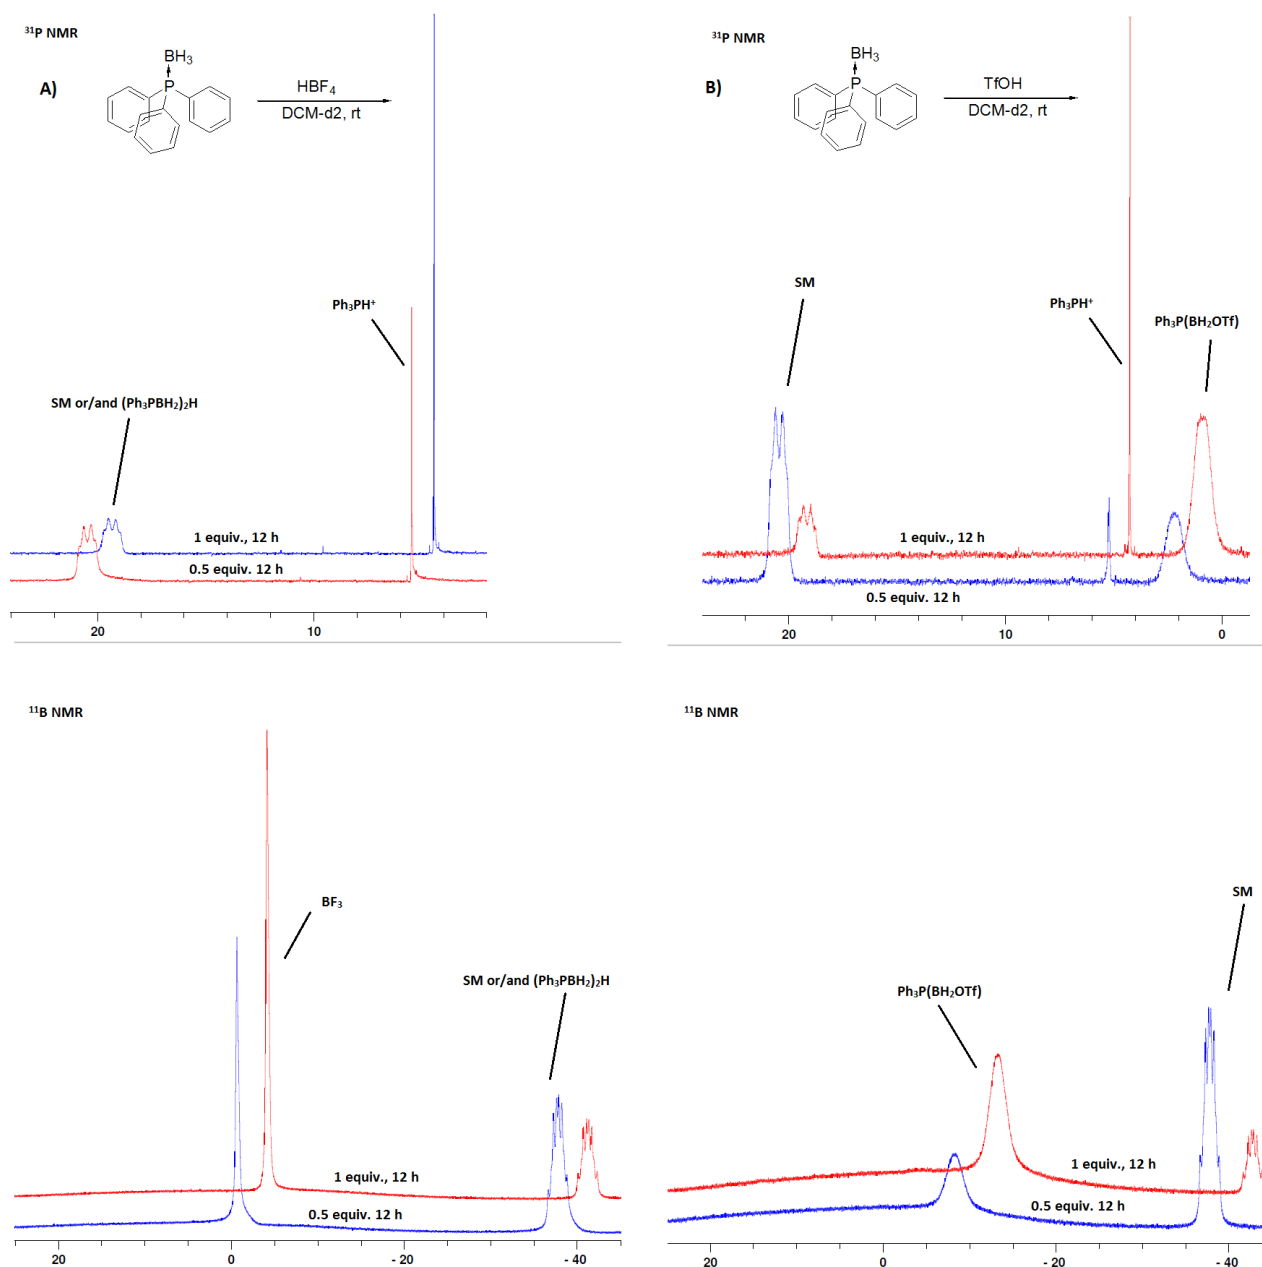 ³¹P NMR
A)
BH₃
P
HBF₄
DCM-d2, rt
Ph₃PH⁺
SM or/and (Ph₃PBH₂)₂H
1 equiv., 12 h
0.5 equiv. 12 h
20
10
³¹P NMR
B)
BH₃
P
TfOH
DCM-d2, rt
SM
Ph₃PH⁺
Ph₃P(BH₂OTf)
1 equiv., 12 h
0.5 equiv. 12 h
20
10
0
¹¹B NMR
BF₃
SM or/and (Ph₃PBH₂)₂H
1 equiv., 12 h
0.5 equiv. 12 h
20
0
- 20
- 40
¹¹B NMR
SM
Ph₃P(BH₂OTf)
1 equiv., 12 h
0.5 equiv. 12 h
20
0
- 20
- 40